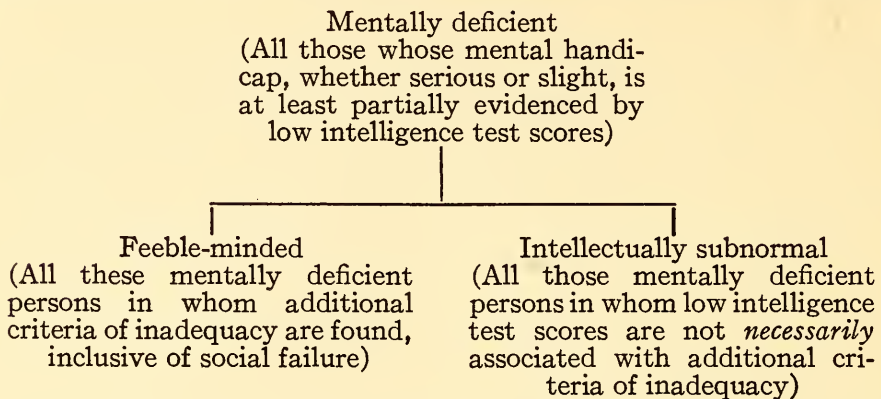 Mentally deficient
(All those whose mental handi-
cap, whether serious or slight, is
at least partially evidenced by
low intelligence test scores)
Feeble-minded
(All these mentally deficient
persons in whom additional
criteria of inadequacy are found,
inclusive of social failure)
Intellectually subnormal
(All those mentally deficient
persons in whom low intelligence
test scores are not necessarily
associated with additional cri-
teria of inadequacy)